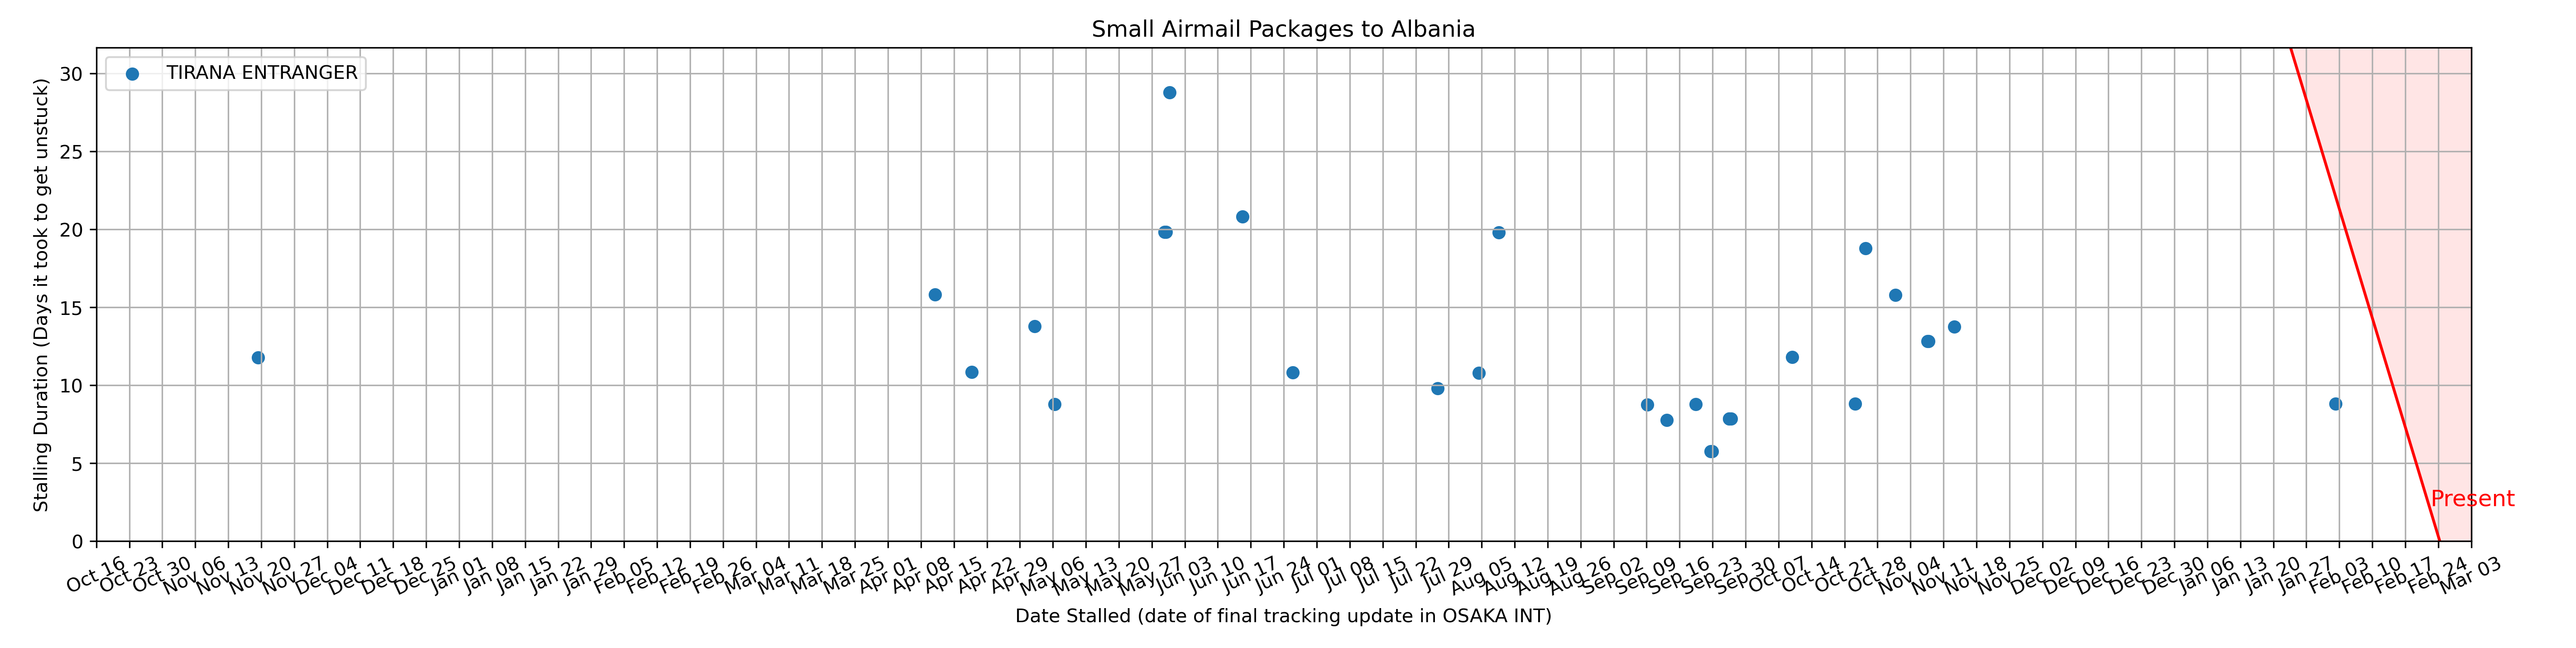 Small Airmail Packages to Albania
TIRANA ENTRANGER
Stalling Duration (Days it took to get unstuck)
30
25
20
15
10
5
0
Present
Oct 16 Oct 23 Oct 30 Nov 06 Nov 13 Nov 20 Nov 27 Dec 04 Dec 11 Dec 18 Dec 25 Jan 01 Jan 08 Jan 15 Jan 22 Jan 29 Feb 05 Feb 12 Feb 19 Feb 26 Mar 04 Mar 11 Mar 18 Mar 25 Apr 01 Apr 08 Apr 15 Apr 22 Apr 29 May 06 May 13 May 20 May 27 Jun 03 Jun 10 Jun 17 Jun 24 Jul 01 Jul 08 Jul 15 Jul 22 Jul 29 Aug 05 Aug 12 Aug 19 Aug 26 Sep 02 Sep 09 Sep 16 Sep 23 Sep 30 Oct 07 Oct 14 Oct 21 Oct 28 Nov 04 Nov 11 Nov 18 Nov 25 Dec 02 Dec 09 Dec 16 Dec 23 Dec 30 Jan 06 Jan 13 Jan 20 Jan 27 Feb 03 Feb 10 Feb 17 Feb 24 Mar 03
Date Stalled (date of final tracking update in OSAKA INT)